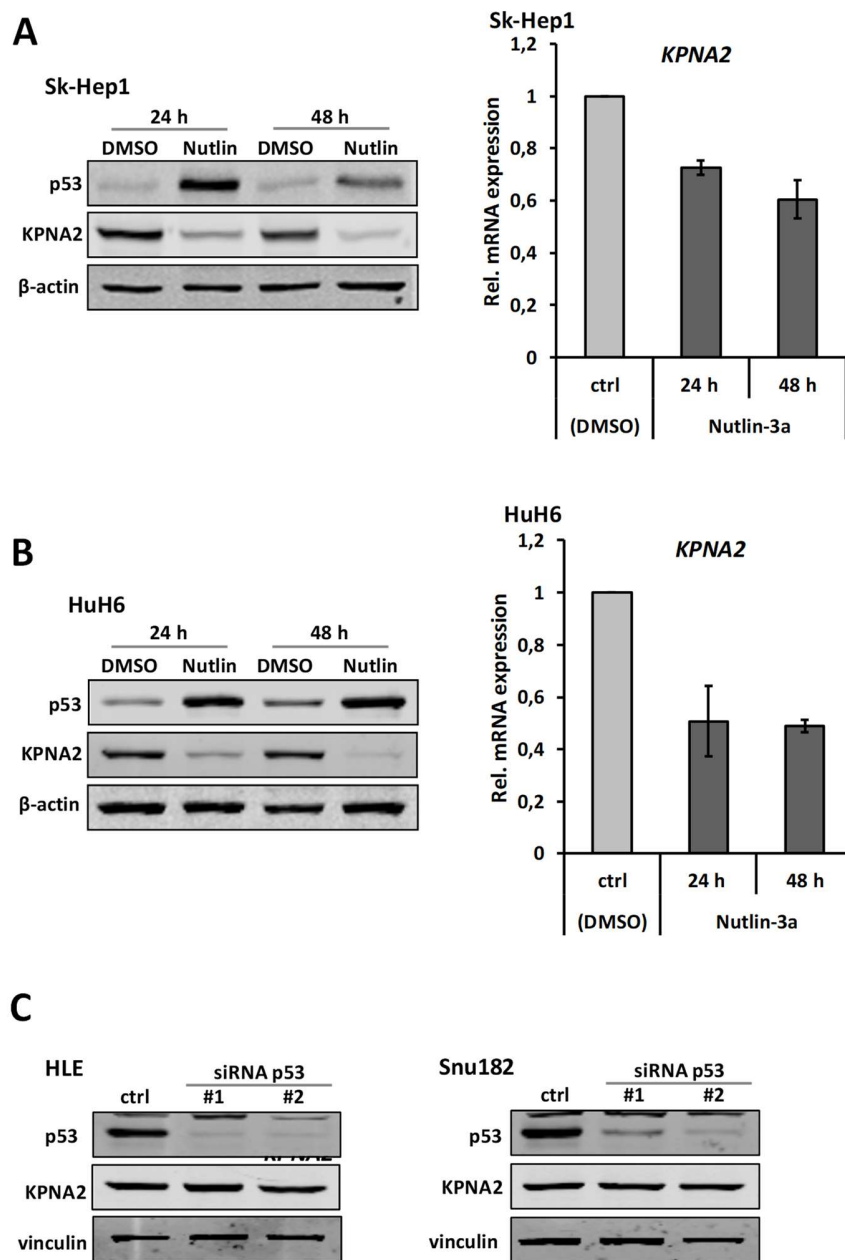 A
Sk-Hep1
24 h 48 h
DMSO Nutlin DMSO Nutlin
p53
KPNA2
β-actin
Sk-Hep1
KPNA2
Rel. mRNA expression
1,2
1
0,8
0,6
0,4
0,2
0
ctrl 24 h 48 h
(DMSO) Nutlin-3a
B
HuH6
24 h 48 h
DMSO Nutlin DMSO Nutlin
p53
KPNA2
β-actin
HuH6
KPNA2
Rel. mRNA expression
1,2
1
0,8
0,6
0,4
0,2
0
ctrl 24 h 48 h
(DMSO) Nutlin-3a
C
HLE
siRNA p53
ctrl #1 #2
p53
KPNA2
vinculin
Snu182
siRNA p53
ctrl #1 #2
p53
KPNA2
vinculin